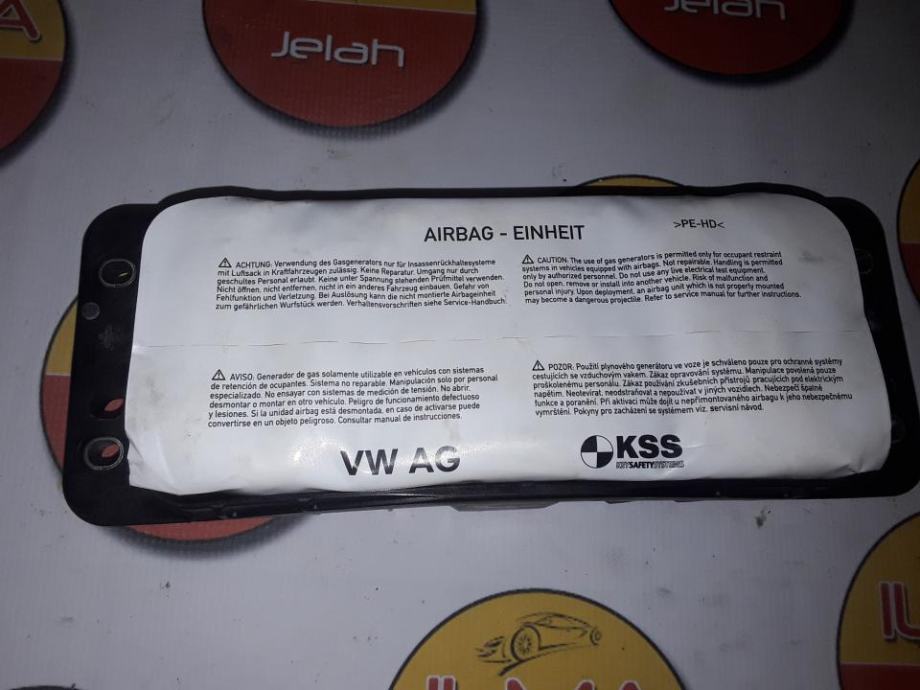 A
Jelah
Jelah
AIRBAG - EINHEIT
>PE-HD<
⚠ ACHTUNG: Verwendung des Gasgenerators nur für Insassenrückhaltesysteme
mit Luftsack in Kraftfahrzeugen zulässig. Keine Reparatur. Umgang nur durch
geschultes Personal erlaubt. Keine unter Spannung stehenden Prüfmittel verwenden.
Nicht öffnen, nicht entfernen, nicht in ein anderes Fahrzeug einbauen. Gefahr von
Fehlfunktion und Verletzung. Bei Auslösung kann die nicht montierte Airbageinheit
zum gefährlichen Wurfstück werden. Verhaltensvorschriften siehe Service-Handbuch.
⚠ CAUTION: The use of gas generators is permitted only for occupant restraint
systems in vehicles equipped with airbags. Not repairable. Handling is permitted
only by authorized personnel. Do not use any live electrical test equipment.
Do not open, remove or install into another vehicle. Risk of malfunction and
personal injury. Upon deployment, an airbag unit which is not properly mounted
may become a dangerous projectile. Refer to service manual for further instructions.
⚠ AVISO: Generador de gas solamente utilizable en vehículos con sistemas
de retención de ocupantes. Sistema no reparable. Manipulación solo por personal
especializado. No ensayar con sistemas de medición de tensión. No abrir,
desmontar o montar en otro vehículo. Peligro de funcionamiento defectuoso
y lesiones. Si la unidad airbag está desmontada, en caso de activarse puede
convertirse en un objeto peligroso. Consultar manual de instrucciones.
⚠ POZOR: Použití plynového generátoru ve voze je schváleno pouze pro ochranné systémy
cestujících se vzduchovým vakem. Zákaz opravování systému. Manipulace povolená pouze
proškolenému personálu. Zákaz používání zkušebních přístrojů pracujících pod elektrickým
napětím. Neotevírat, neodstraňovat a nepoužívat v jiných vozidlech. Nebezpečí špatné
funkce a poranění. Při aktivaci může dojít u nepřimontovaného airbagu k jeho nebezpečnému
vymrštění. Pokyny pro zacházení se systémem viz. servisní návod.
VW AG
KSS
KEYSAFETYSYSTEMS